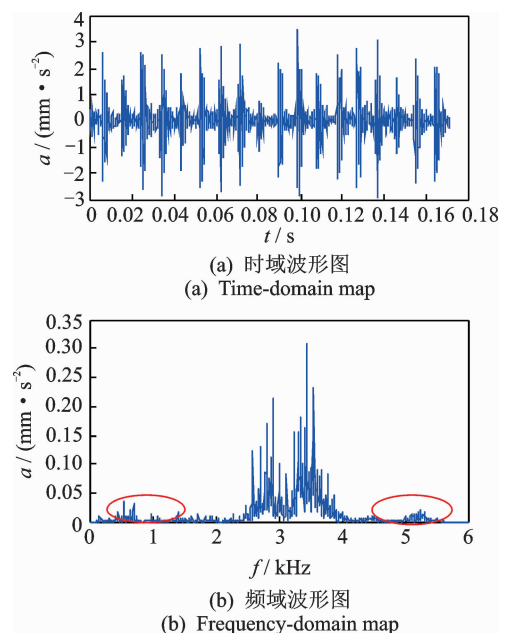 4
3
2
1
0
−1
−2
−3
a / (mm • s⁻²)
0 0.02 0.04 0.06 0.08 0.10 0.12 0.14 0.16 0.18
t / s
(a) 时域波形图
(a) Time-domain map
0.35
0.30
0.25
0.20
0.15
0.10
0.05
0
a / (mm • s⁻²)
0 1 2 3 4 5 6
f / kHz
(b) 频域波形图
(b) Frequency-domain map